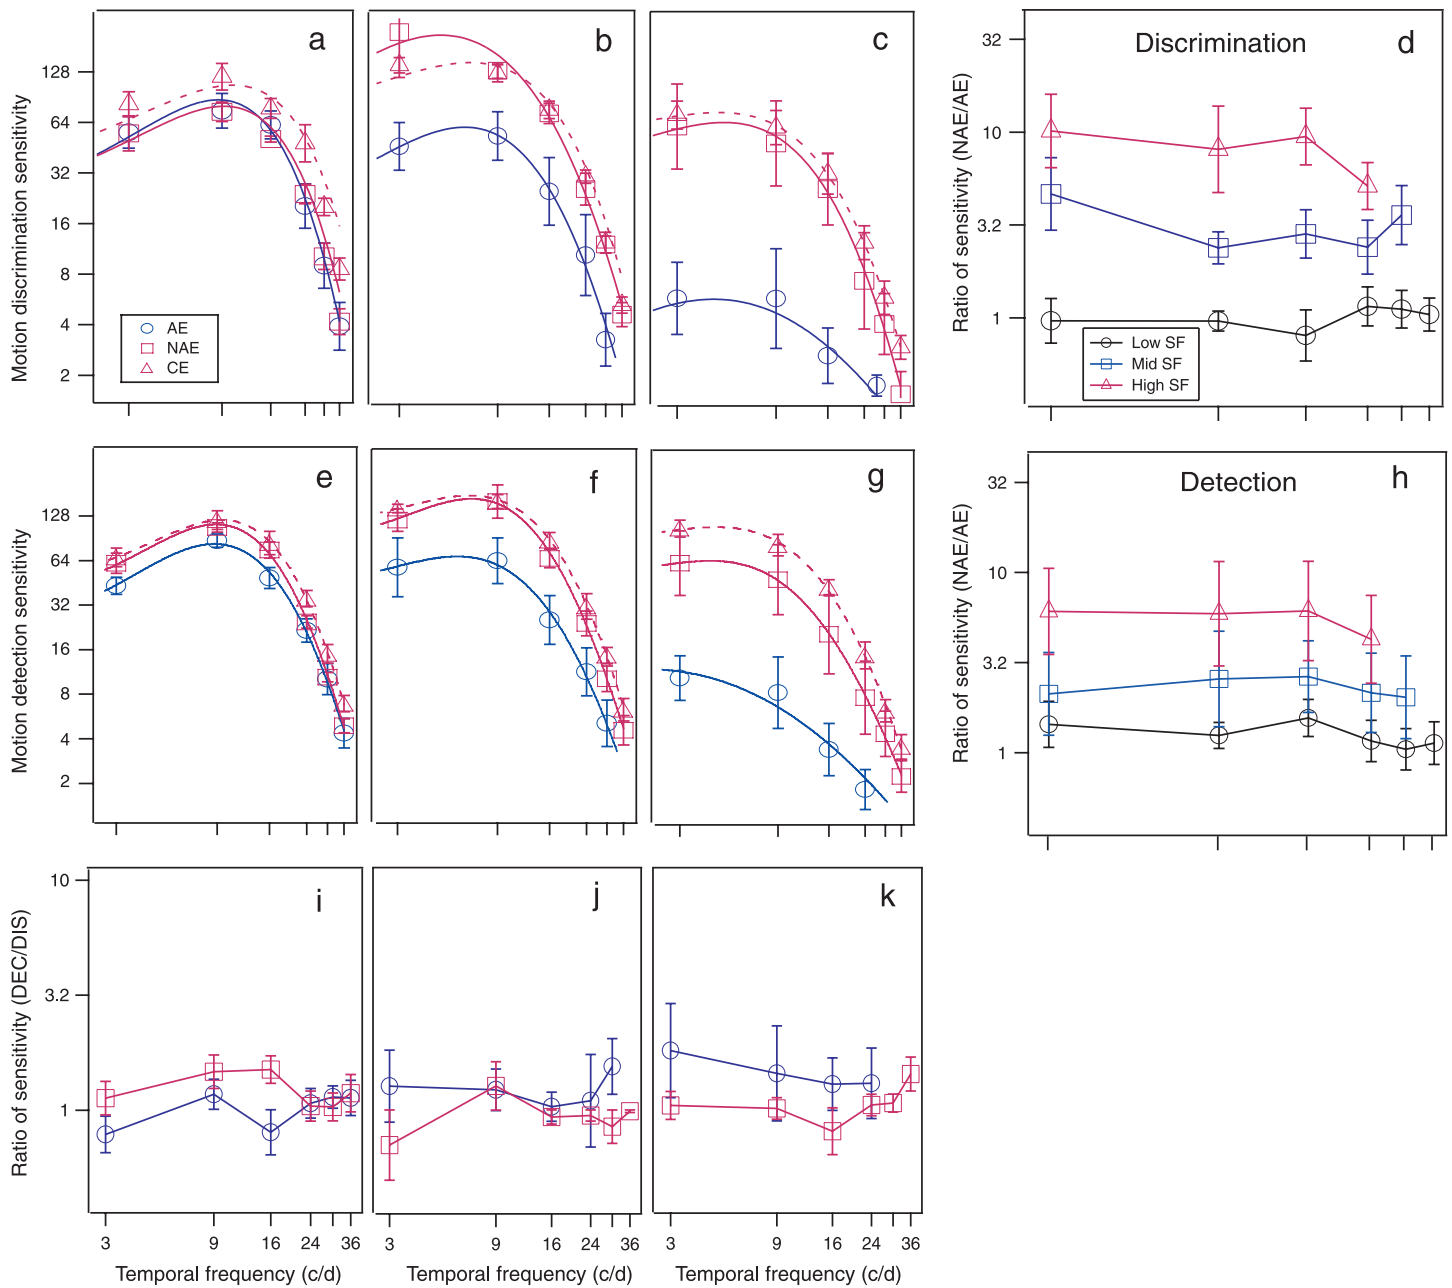 a
b
c
Discrimination
d
Motion discrimination sensitivity
128
64
32
16
8
4
2
AE
NAE
CE
Ratio of sensitivity (NAE/AE)
32
10
3.2
1
Low SF
Mid SF
High SF
e
f
g
Detection
h
Motion detection sensitivity
128
64
32
16
8
4
2
Ratio of sensitivity (NAE/AE)
32
10
3.2
1
i
j
k
Ratio of sensitivity (DEC/DIS)
10
3.2
1
3 9 16 24 36
3 9 16 24 36
3 9 16 24 36
Temporal frequency (c/d)
Temporal frequency (c/d)
Temporal frequency (c/d)